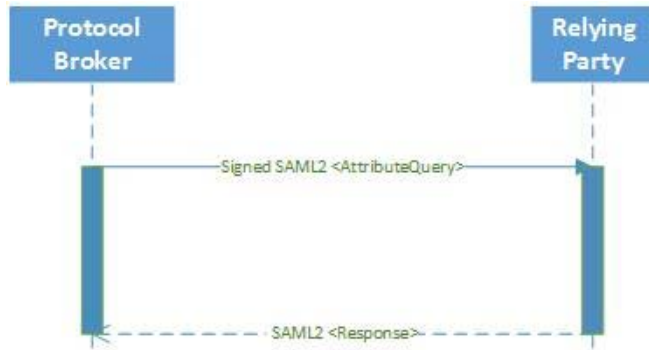 Protocol
Broker
Relying
Party
Signed SAML2 <AttributeQuery>
SAML2 <Response>